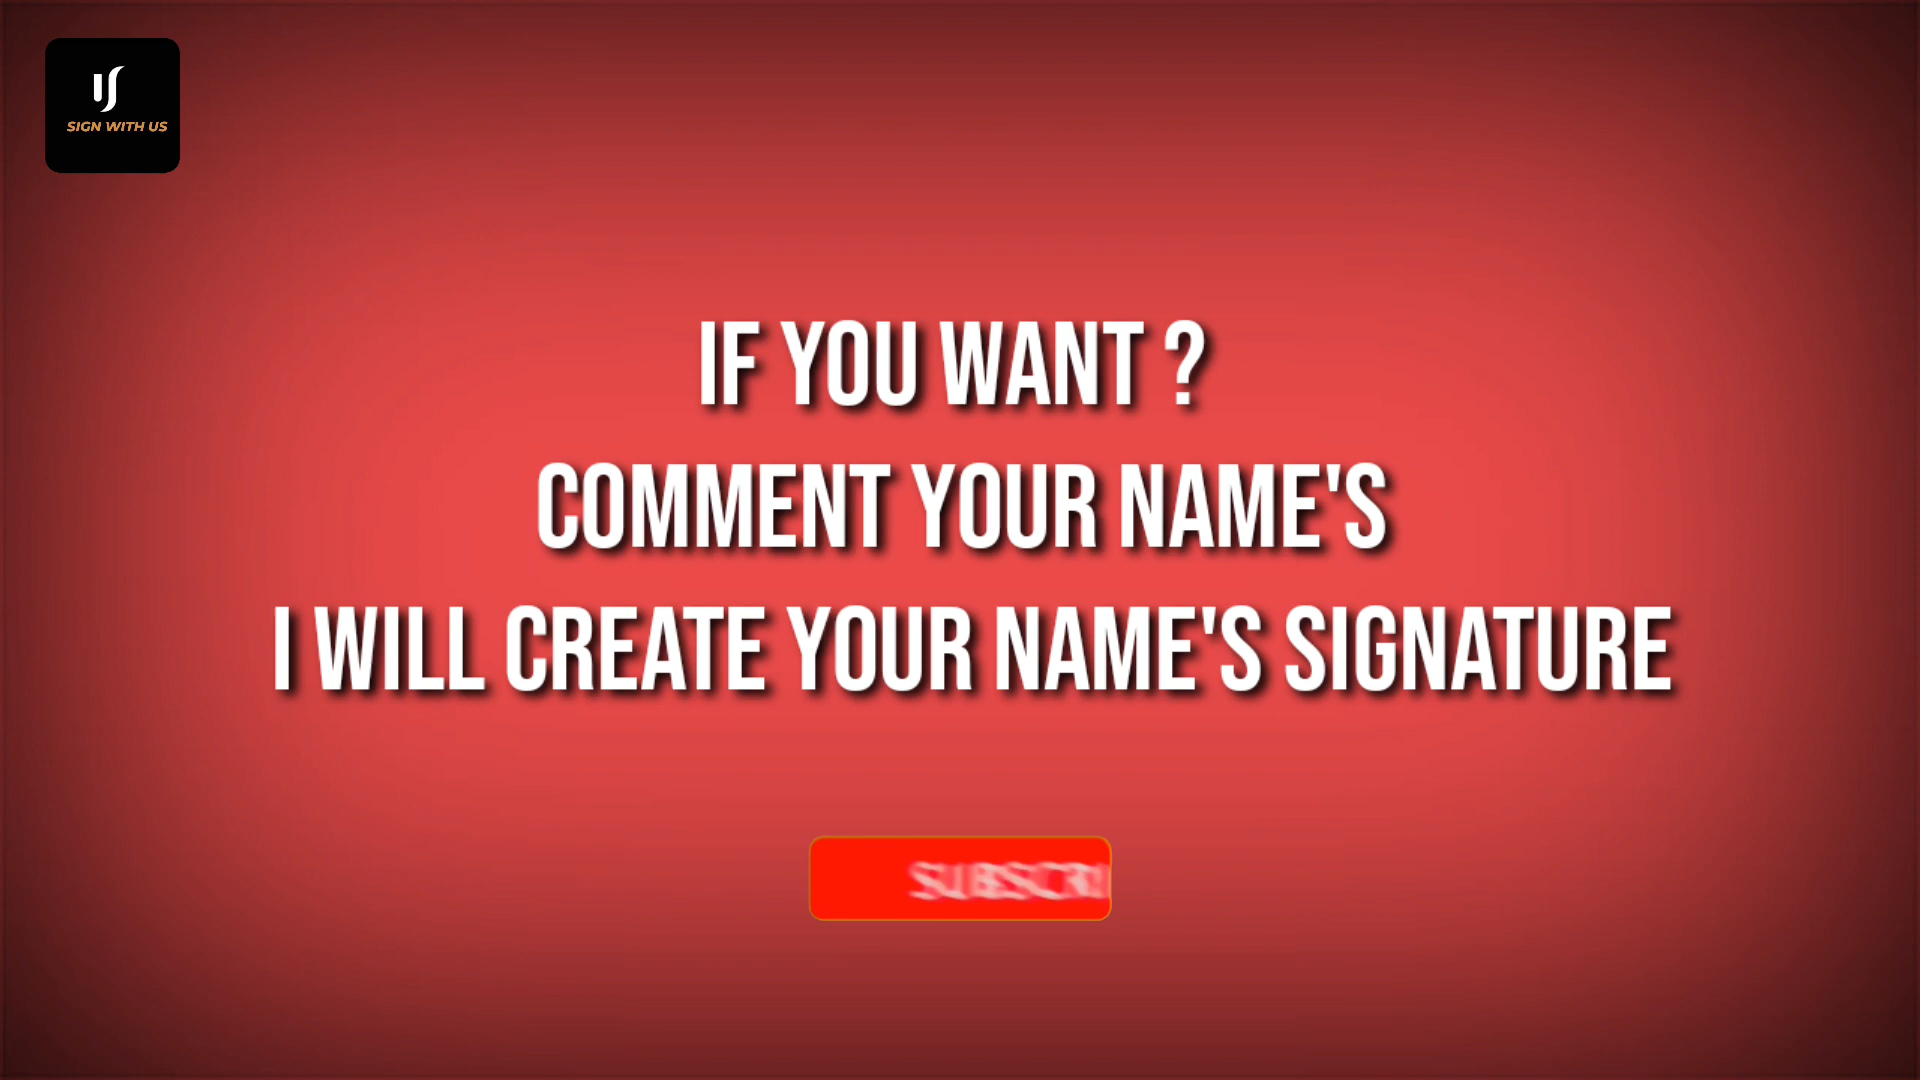 SIGN WITH US
IF YOU WANT ?
COMMENT YOUR NAME'S
I WILL CREATE YOUR NAME'S SIGNATURE